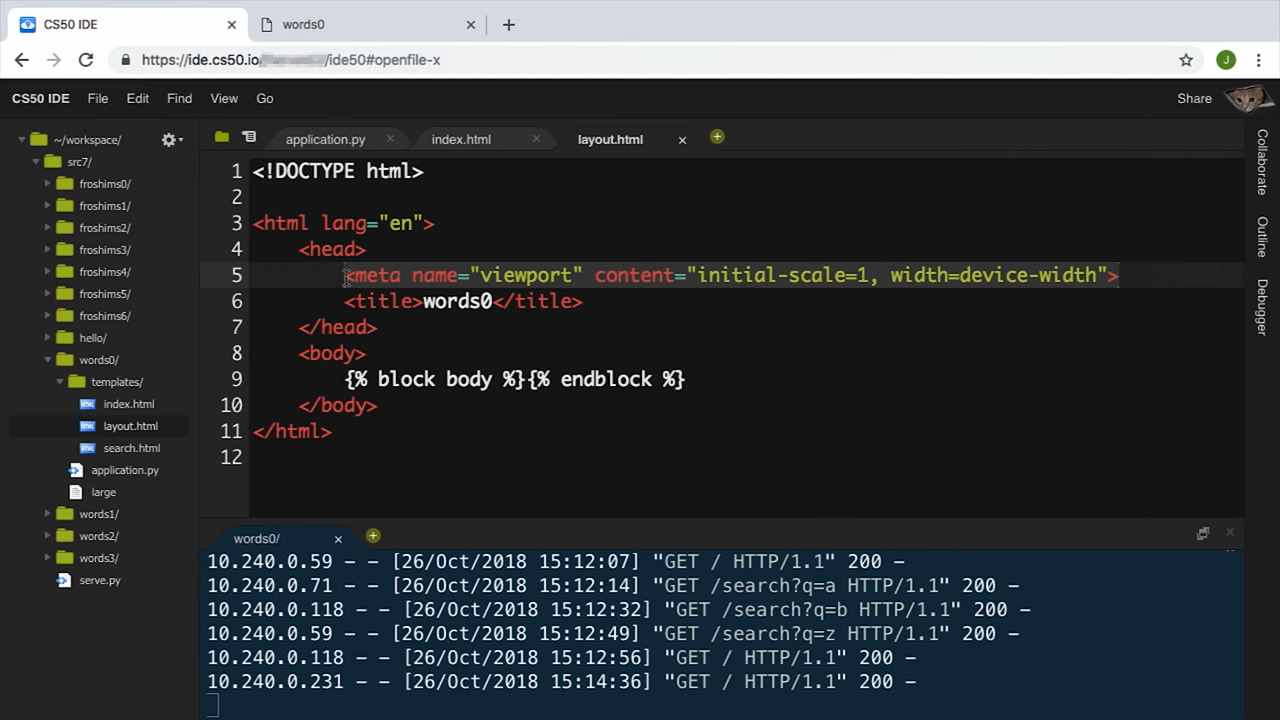 CS50 IDE
words0
https://ide.cs50.io/ /ide50#openfile-x
J
CS50 IDE File Edit Find View Go Share
~/workspace/
src7/
froshims0/
froshims1/
froshims2/
froshims3/
froshims4/
froshims5/
froshims6/
hello/
words0/
templates/
index.html
layout.html
search.html
application.py
large
words1/
words2/
words3/
serve.py
application.py index.html layout.html
1 <!DOCTYPE html>
2
3 <html lang="en">
4 <head>
5 <meta name="viewport" content="initial-scale=1, width=device-width">
6 <title>words0</title>
7 </head>
8 <body>
9 {% block body %}{% endblock %}
10 </body>
11 </html>
12
words0/
10.240.0.59 - - [26/Oct/2018 15:12:07] "GET / HTTP/1.1" 200 -
10.240.0.71 - - [26/Oct/2018 15:12:14] "GET /search?q=a HTTP/1.1" 200 -
10.240.0.118 - - [26/Oct/2018 15:12:32] "GET /search?q=b HTTP/1.1" 200 -
10.240.0.59 - - [26/Oct/2018 15:12:49] "GET /search?q=z HTTP/1.1" 200 -
10.240.0.118 - - [26/Oct/2018 15:12:56] "GET / HTTP/1.1" 200 -
10.240.0.231 - - [26/Oct/2018 15:14:36] "GET / HTTP/1.1" 200 -
Collaborate
Outline
Debugger